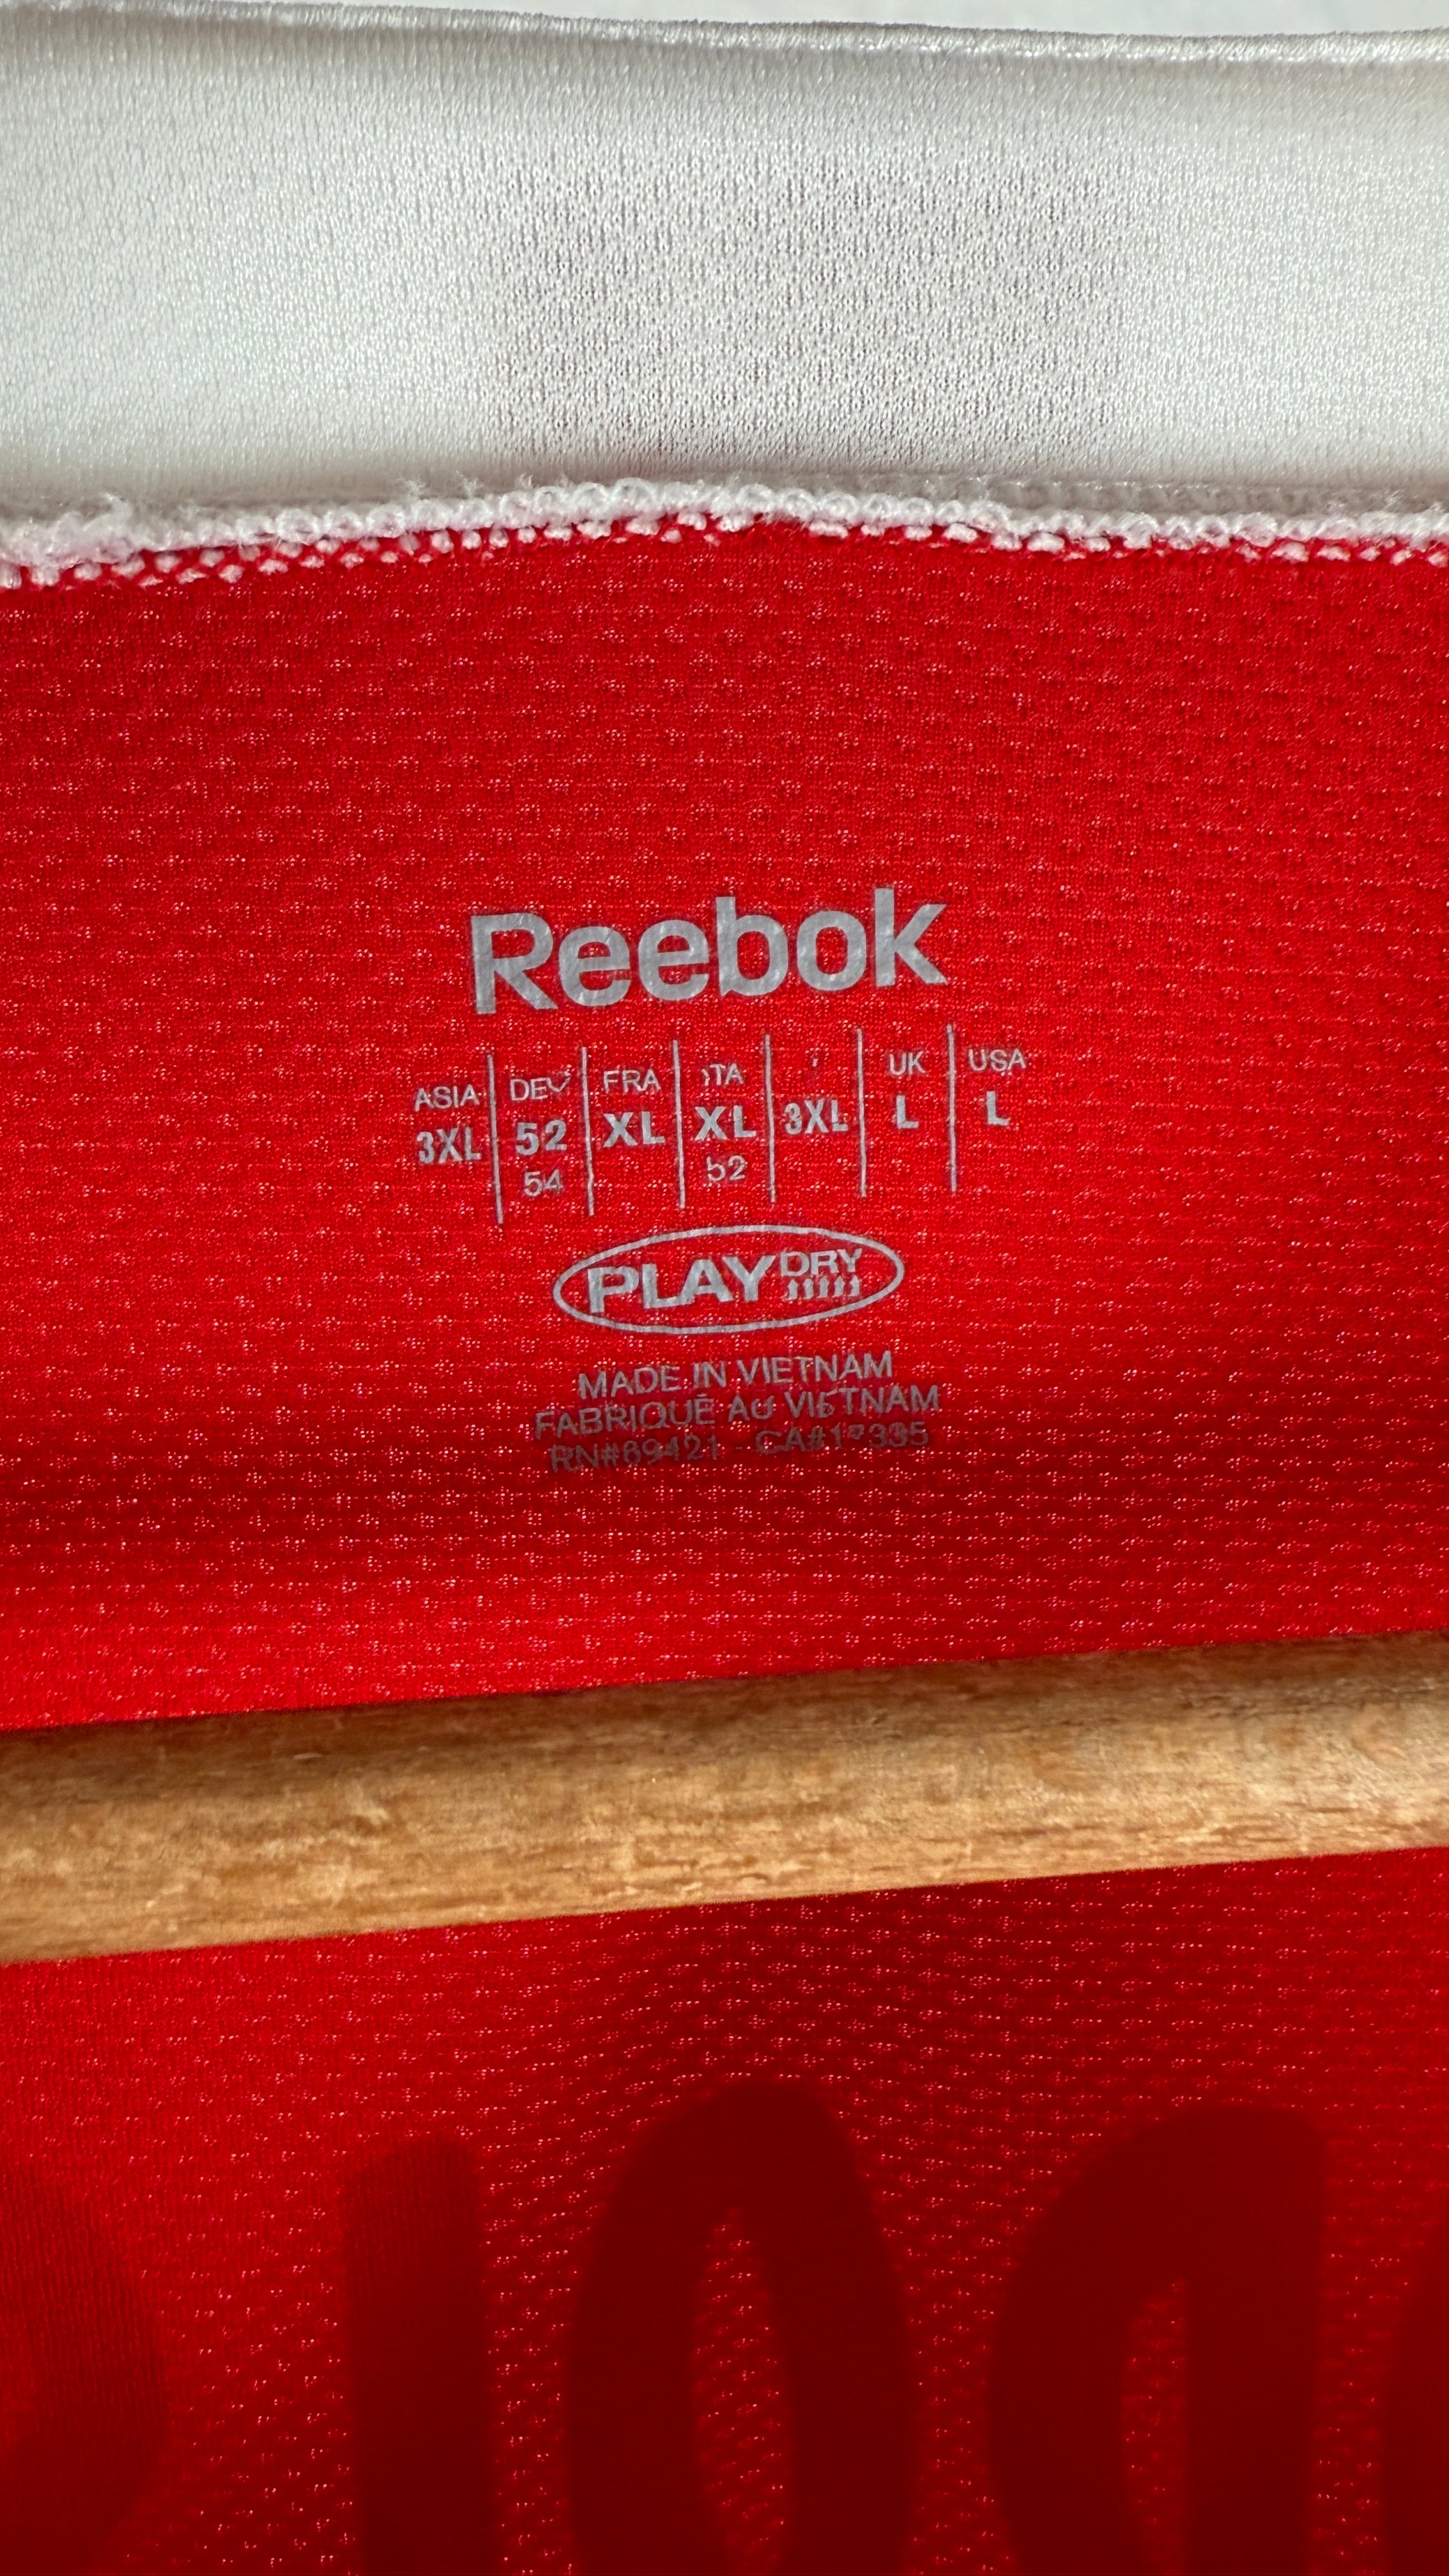 Reebok
ASIA DEU FRA ITA UK USA
3XL 52 XL XL 3XL L L
54 52
PLAY DRY
MADE IN VIETNAM
FABRIQUÉ AU VIETNAM